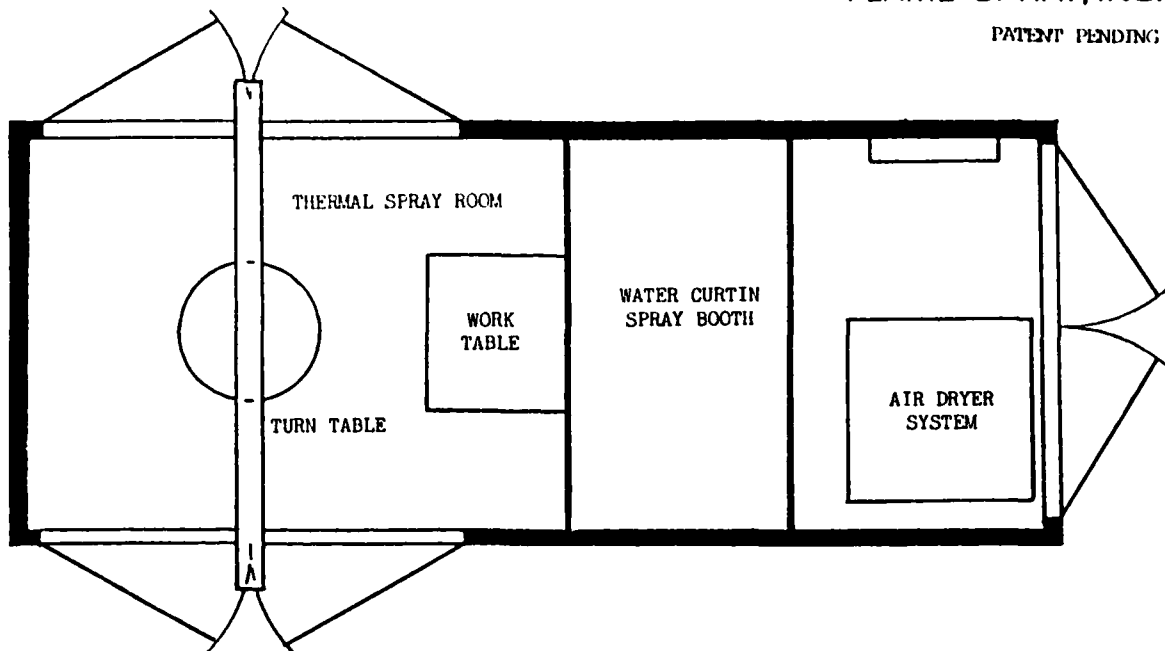 PATENT PENDING
THERMAL SPRAY ROOM
WORK
TABLE
WATER CURTIN
SPRAY BOOTH
TURN TABLE
AIR DRYER
SYSTEM